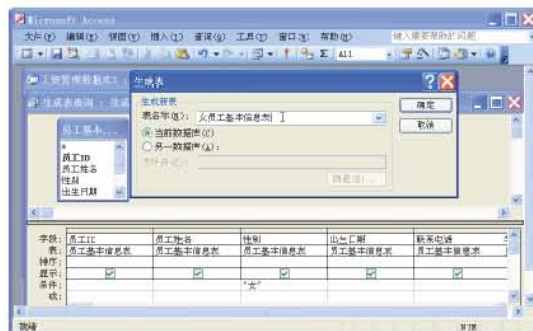 Microsoft Access
文件(F) 编辑(E) 视图(V) 插入(I) 查询(Q) 工具(T) 窗口(W) 帮助(H)
键入需要帮助的问题
Σ All
生成表
生成新表
表名称(N): 女员工基本信息表
当前数据库(C)
另一数据库(A):
确定
取消
员工基本...
*
员工ID
员工姓名
性别
出生日期
字段: 员工ID 员工姓名 性别 出生日期 联系电话
表: 员工基本信息表 员工基本信息表 员工基本信息表 员工基本信息表 员工基本信息表
排序:
显示:
条件: "女"
或:
就绪